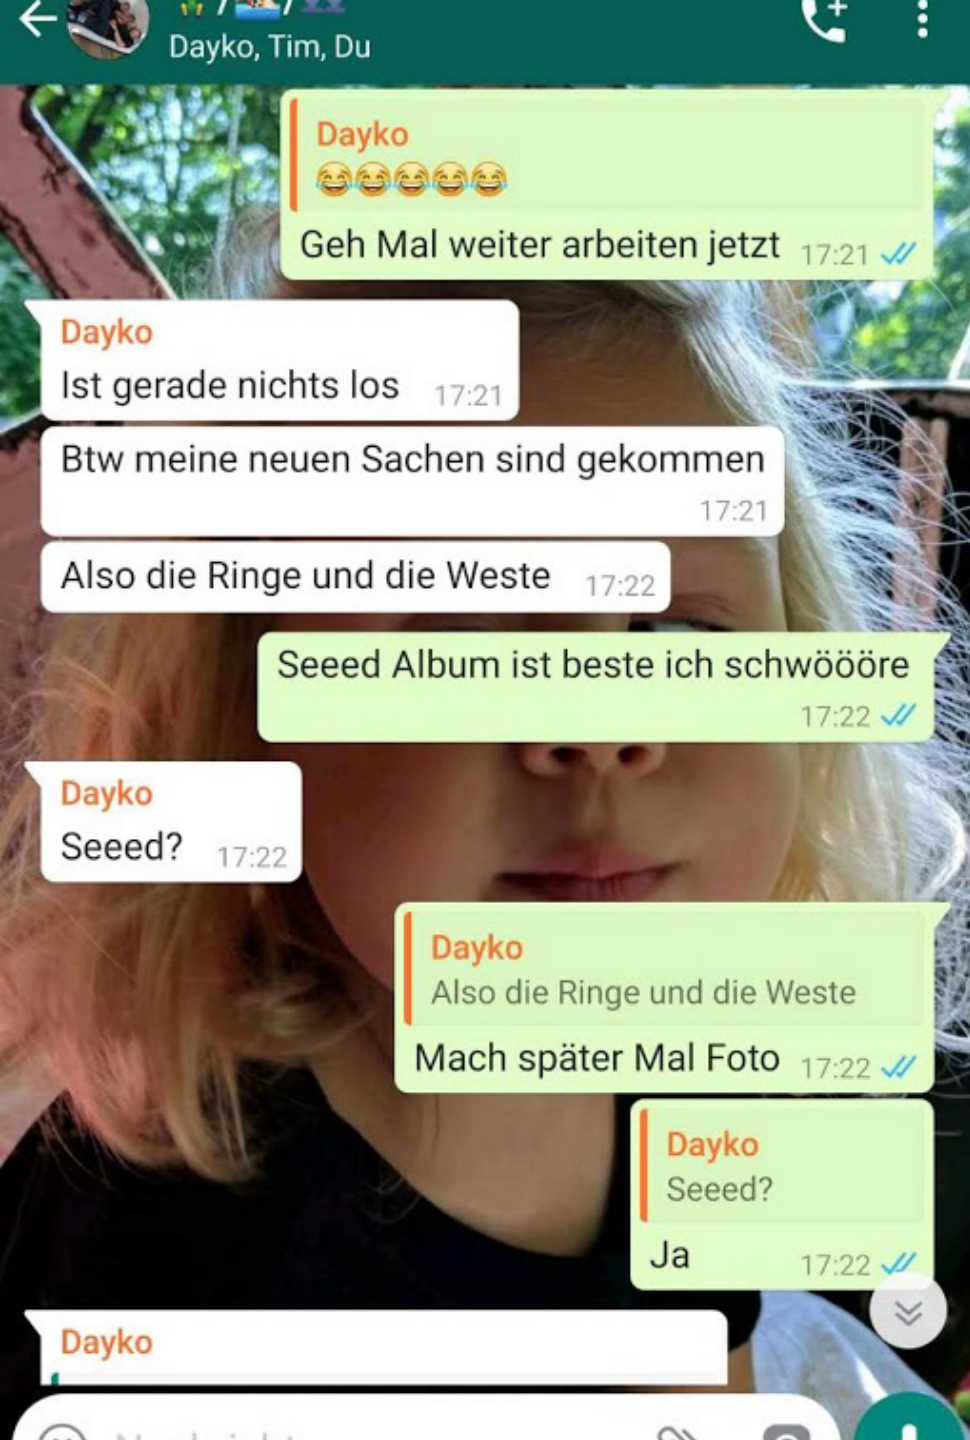 Dayko, Tim, Du
Dayko
😂😂😂😂😂
Geh Mal weiter arbeiten jetzt 17:21
Dayko
Ist gerade nichts los 17:21
Btw meine neuen Sachen sind gekommen
17:21
Also die Ringe und die Weste 17:22
Seeed Album ist beste ich schwöööre
17:22
Dayko
Seeed? 17:22
Dayko
Also die Ringe und die Weste
Mach später Mal Foto 17:22
Dayko
Seeed?
Ja 17:22
Dayko